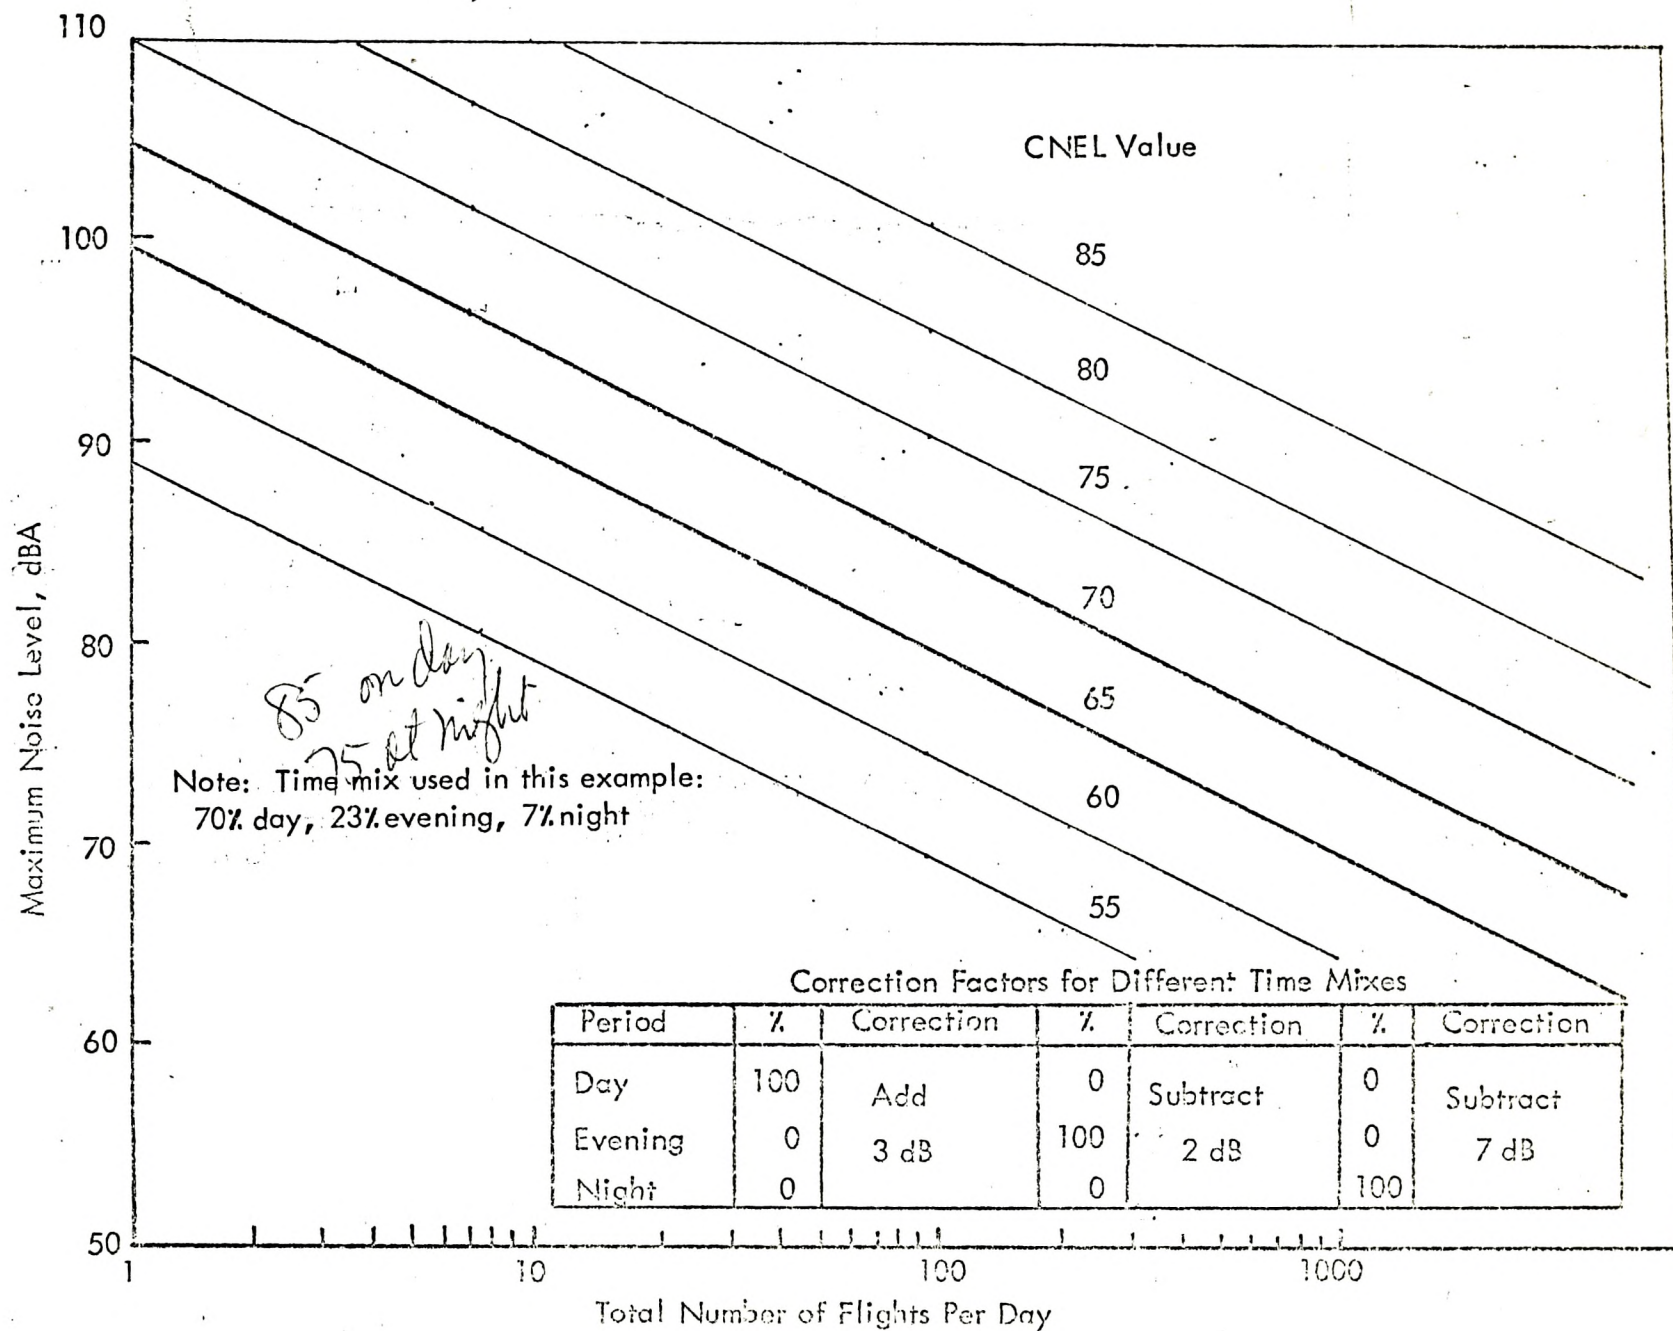 110
100
90
80
70
60
50
Maximum Noise Level, dBA
CNEL Value
85
80
75
70
65
60
55
85 on day
75 at night
Note: Time mix used in this example:
70% day, 23% evening, 7% night
Correction Factors for Different Time Mixes
Period % Correction % Correction % Correction
Day 100 Add 0 Subtract 0 Subtract
Evening 0 3 dB 100 2 dB 0 7 dB
Night 0 0 100
1 10 100 1000
Total Number of Flights Per Day